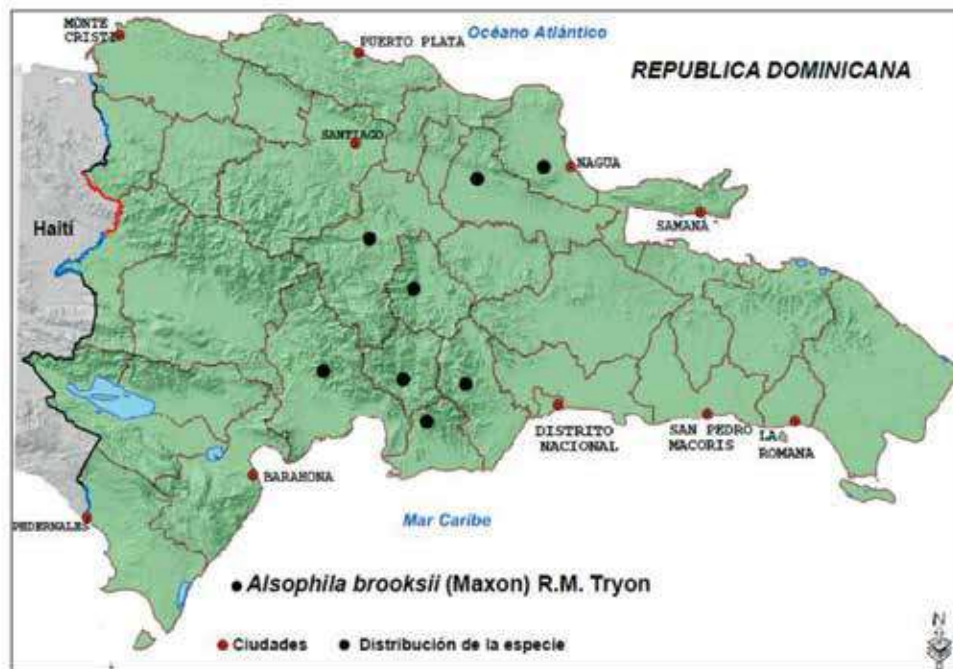 MONTE
CRISTI
PUERTO PLATA
Océano Atlántico
REPUBLICA DOMINICANA
SANTIAGO
NAGUA
SAMANA
Haití
DISTRITO
NACIONAL
SAN PEDRO
MACORIS
LA
ROMANA
BARAHONA
PEDERNALES
Mar Caribe
Alsophila brooksii (Maxon) R.M. Tryon
Ciudades
Distribución de la especie
N